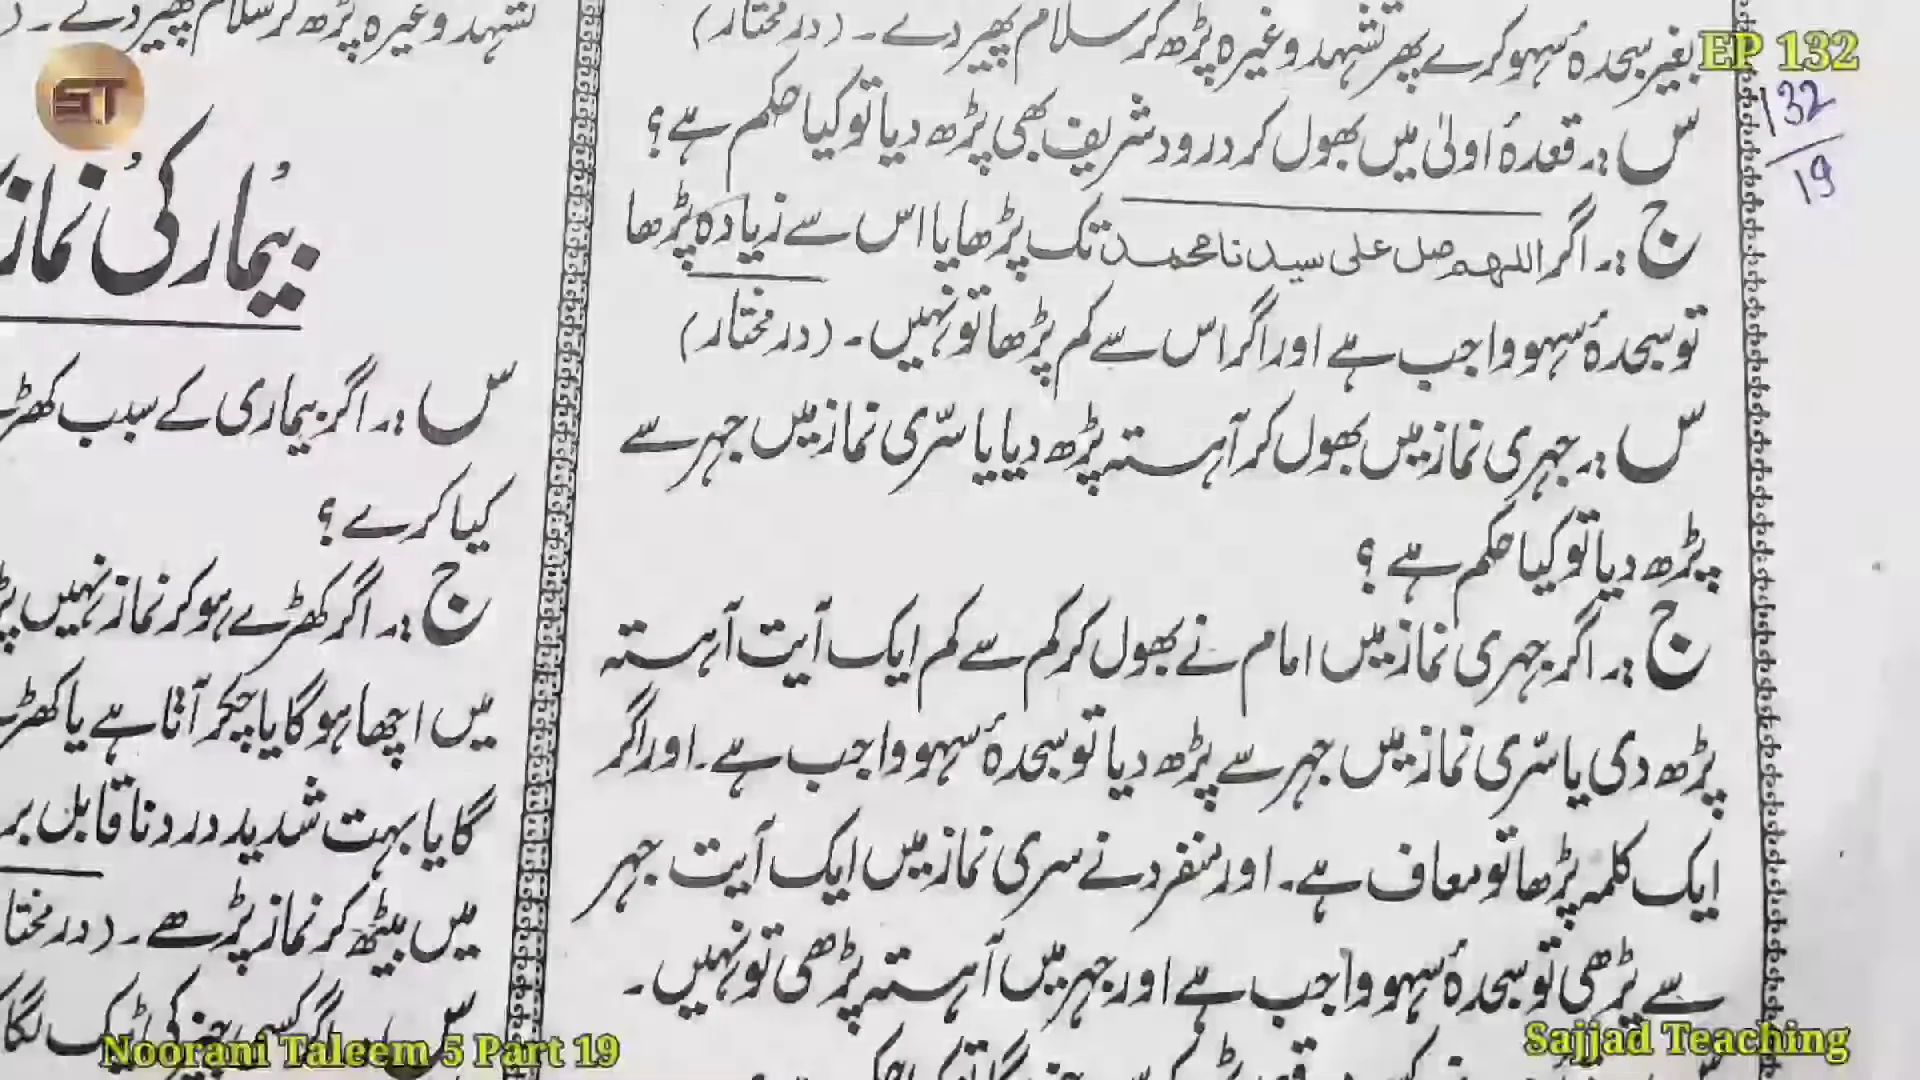 بغیر سجدۂ سہو کرے پھر تشہد وغیرہ پڑھ کر سلام پھیر دے۔ (در مختار)
س :۔ قعدۂ اولیٰ میں بھول کر درود شریف بھی پڑھ دیا تو کیا حکم ہے؟
ج :۔ اگر اللہم صل علی سیدنا محمد تک پڑھا یا اس سے زیادہ پڑھا
تو سجدۂ سہو واجب ہے اور اگر اس سے کم پڑھا تو نہیں۔ (در مختار)
س :۔ جہری نماز میں بھول کر آہستہ پڑھ دیا یا سرّی نماز میں جہر سے
پڑھ دیا تو کیا حکم ہے؟
ج :۔ اگر جہری نماز میں امام نے بھول کر کم سے کم ایک آیت آہستہ
پڑھ دی یا سرّی نماز میں جہر سے پڑھ دیا تو سجدۂ سہو واجب ہے۔ اور اگر
ایک کلمہ پڑھا تو معاف ہے۔ اور منفرد نے سری نماز میں ایک آیت جہر
سے پڑھی تو سجدۂ سہو واجب ہے اور جہر میں آہستہ پڑھی تو نہیں۔
تشہد وغیرہ پڑھ کر سلام پھیر دے۔
بیمار کی نماز
س :۔ اگر بیماری کے سبب
کیا کرے؟
ج :۔ اگر کھڑے ہو کر نماز نہیں
میں اچھا ہوگا یا چکر آتا ہے یا
گا یا بہت شدید درد ناقابل
میں بیٹھ کر نماز پڑھے۔ (در مختا
EP 132
132
19
ST
Noorani Taleem 5 Part 19
Sajjad Teaching